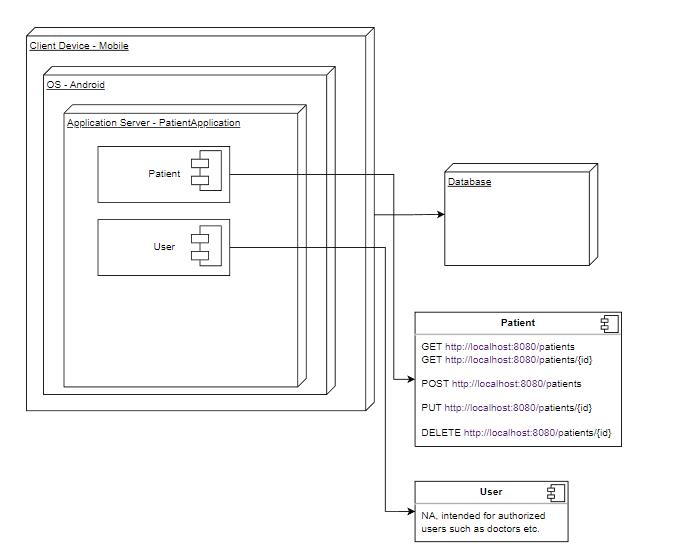 Client Device - Mobile
OS - Android
Application Server - PatientApplication
Patient
User
Database
Patient
GET http://localhost:8080/patients
GET http://localhost:8080/patients/{id}
POST http://localhost:8080/patients
PUT http://localhost:8080/patients/{id}
DELETE http://localhost:8080/patients/{id}
User
NA, intended for authorized
users such as doctors etc.